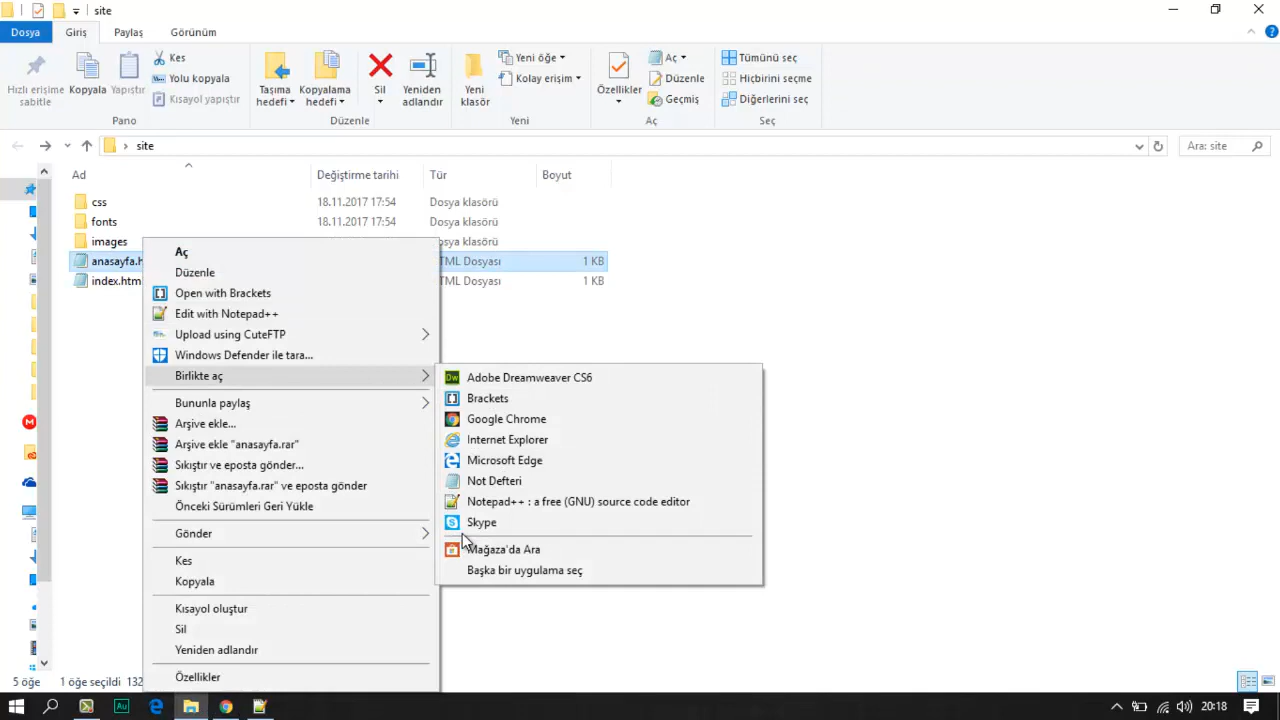 site
Dosya Giriş Paylaş Görünüm
Hızlı erişime sabitle
Kopyala
Yapıştır
Kes
Yolu kopyala
Kısayol yapıştır
Pano
Taşıma hedefi
Kopyalama hedefi
Sil
Yeniden adlandır
Düzenle
Yeni klasör
Yeni öğe
Kolay erişim
Yeni
Özellikler
Aç
Düzenle
Geçmiş
Aç
Tümünü seç
Hiçbirini seçme
Diğerlerini seç
Seç
site
Ara: site
Ad Değiştirme tarihi Tür Boyut
css 18.11.2017 17:54 Dosya klasörü
fonts 18.11.2017 17:54 Dosya klasörü
images
anasayfa.h 1 KB
index.htm 1 KB
Aç
Düzenle
Open with Brackets
Edit with Notepad++
Upload using CuteFTP
Windows Defender ile tara...
Birlikte aç
Bununla paylaş
Arşive ekle...
Arşive ekle "anasayfa.rar"
Sıkıştır ve eposta gönder...
Sıkıştır "anasayfa.rar" ve eposta gönder
Önceki Sürümleri Geri Yükle
Gönder
Kes
Kopyala
Kısayol oluştur
Sil
Yeniden adlandır
Özellikler
Adobe Dreamweaver CS6
Brackets
Google Chrome
Internet Explorer
Microsoft Edge
Not Defteri
Notepad++ : a free (GNU) source code editor
Skype
Mağaza'da Ara
Başka bir uygulama seç
5 öğe 1 öğe seçildi 132
20:18